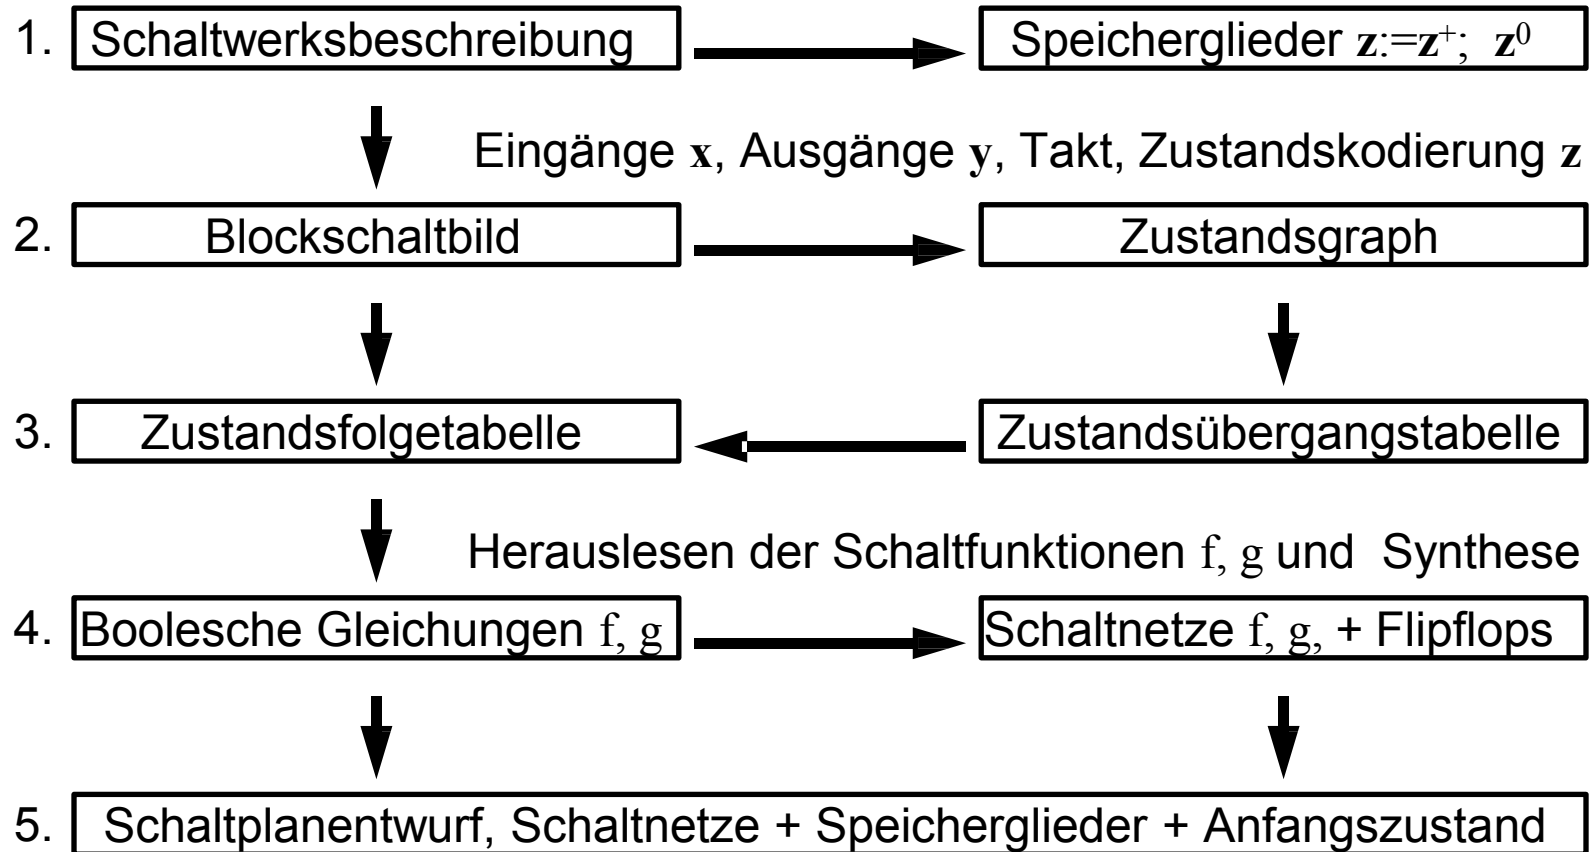 1. Schaltwerksbeschreibung Speicherglieder z:=z⁺; z⁰
Eingänge x, Ausgänge y, Takt, Zustandskodierung z
2. Blockschaltbild Zustandsgraph
3. Zustandsfolgetabelle Zustandsübergangstabelle
Herauslesen der Schaltfunktionen f, g und Synthese
4. Boolesche Gleichungen f, g Schaltnetze f, g, + Flipflops
5. Schaltplanentwurf, Schaltnetze + Speicherglieder + Anfangszustand